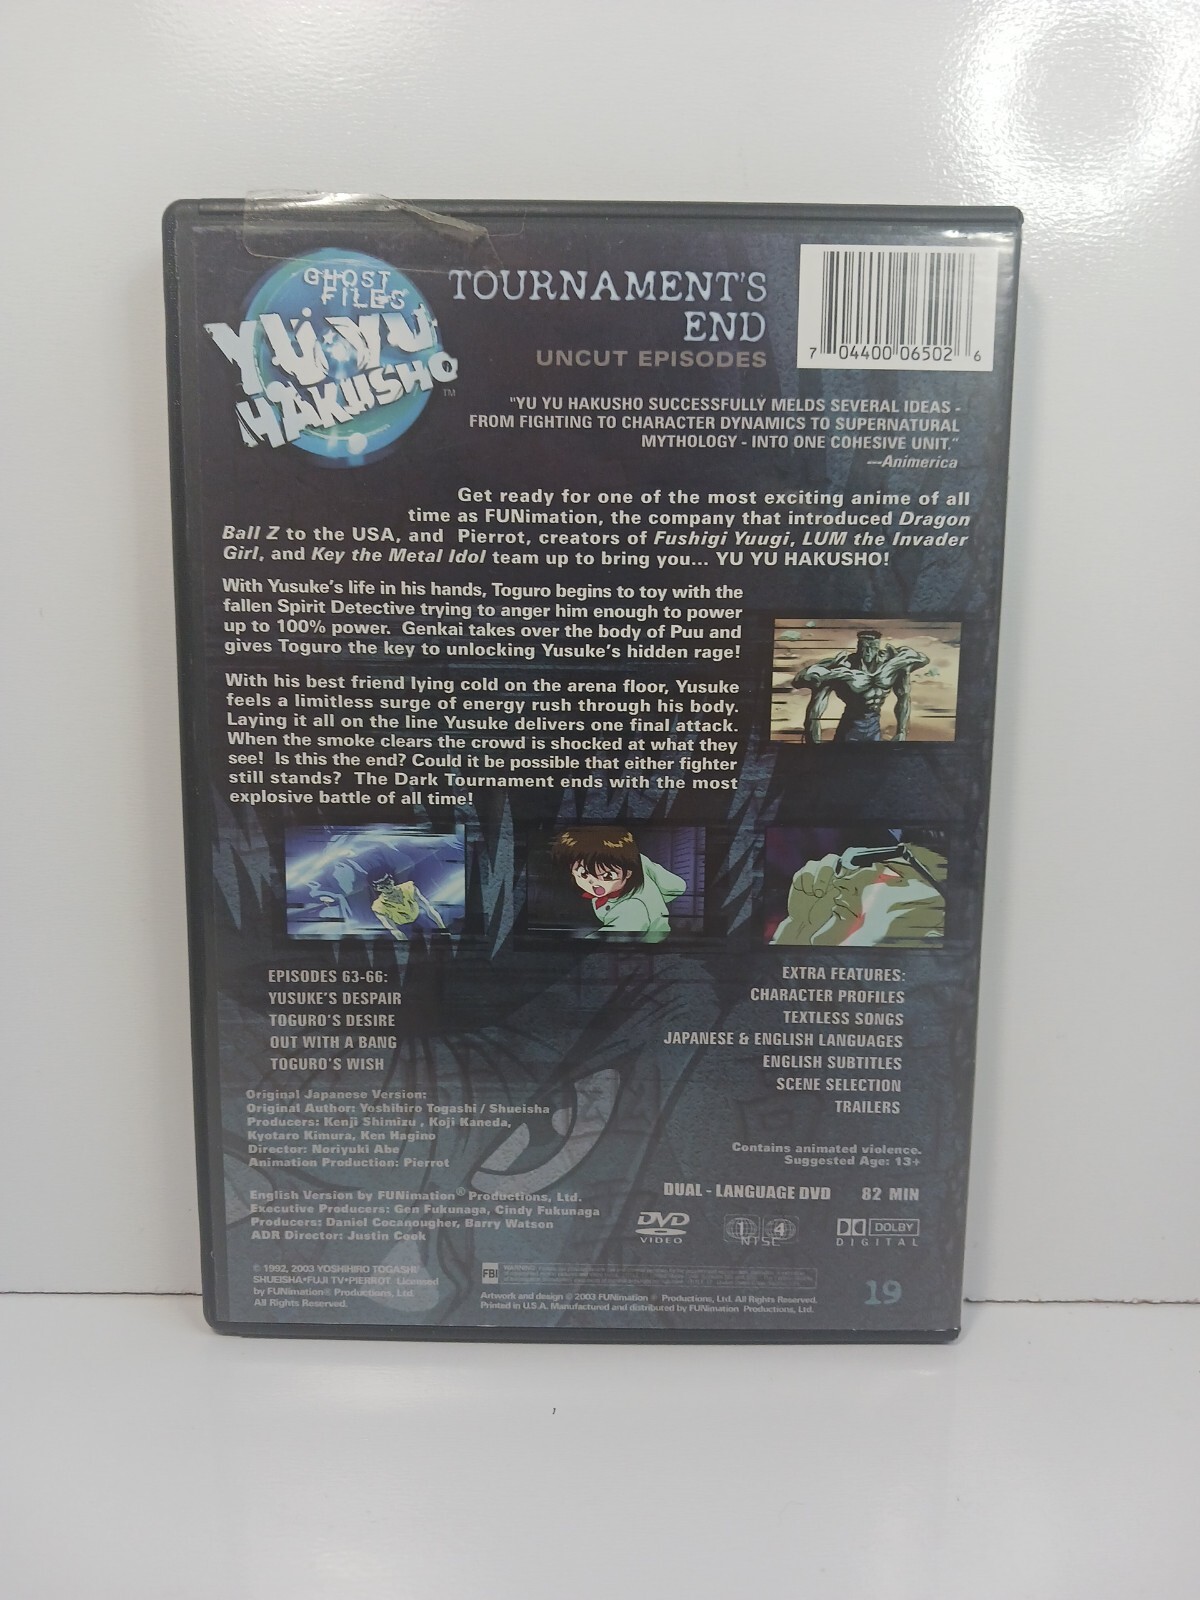 GHOST
FILES
YU YU
HAKUSHO
TM
TOURNAMENT'S
END
UNCUT EPISODES
7 04400 06502 6
"YU YU HAKUSHO SUCCESSFULLY MELDS SEVERAL IDEAS -
FROM FIGHTING TO CHARACTER DYNAMICS TO SUPERNATURAL
MYTHOLOGY - INTO ONE COHESIVE UNIT."
—Animerica
Get ready for one of the most exciting anime of all
time as FUNimation, the company that introduced Dragon
Ball Z to the USA, and Pierrot, creators of Fushigi Yuugi, LUM the Invader
Girl, and Key the Metal Idol team up to bring you... YU YU HAKUSHO!
With Yusuke's life in his hands, Toguro begins to toy with the
fallen Spirit Detective trying to anger him enough to power
up to 100% power. Genkai takes over the body of Puu and
gives Toguro the key to unlocking Yusuke's hidden rage!
With his best friend lying cold on the arena floor, Yusuke
feels a limitless surge of energy rush through his body.
Laying it all on the line Yusuke delivers one final attack.
When the smoke clears the crowd is shocked at what they
see! Is this the end? Could it be possible that either fighter
still stands? The Dark Tournament ends with the most
explosive battle of all time!
EPISODES 63-66:
YUSUKE'S DESPAIR
TOGURO'S DESIRE
OUT WITH A BANG
TOGURO'S WISH
EXTRA FEATURES:
CHARACTER PROFILES
TEXTLESS SONGS
JAPANESE & ENGLISH LANGUAGES
ENGLISH SUBTITLES
SCENE SELECTION
TRAILERS
Original Japanese Version:
Original Author: Yoshihiro Togashi / Shueisha
Producers: Kenji Shimizu , Koji Kaneda,
Kyotaro Kimura, Ken Hagino
Director: Noriyuki Abe
Animation Production: Pierrot
Contains animated violence.
Suggested Age: 13+
English Version by FUNimation® Productions, Ltd.
Executive Producers: Gen Fukunaga, Cindy Fukunaga
Producers: Daniel Cocanougher, Barry Watson
ADR Director: Justin Cook
DUAL - LANGUAGE DVD 82 MIN
DVD
VIDEO
1 4
NTSC
DOLBY
DIGITAL
© 1992, 2003 YOSHIHIRO TOGASHI
SHUEISHA•FUJI TV•PIERROT. Licensed
by FUNimation® Productions, Ltd.
All Rights Reserved.
FBI
Artwork and design © 2003 FUNimation ® Productions, Ltd. All Rights Reserved.
Printed in U.S.A. Manufactured and distributed by FUNimation Productions, Ltd.
19